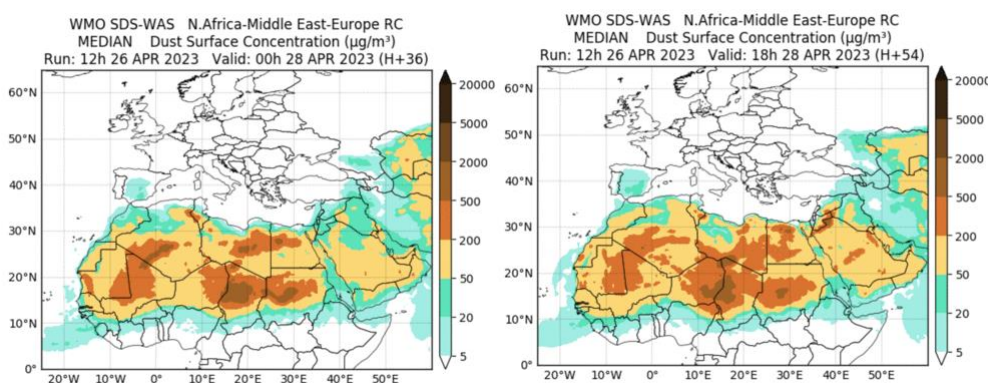 WMO SDS-WAS N.Africa-Middle East-Europe RC
MEDIAN Dust Surface Concentration (µg/m³)
Run: 12h 26 APR 2023 Valid: 00h 28 APR 2023 (H+36)
60°N
50°N
40°N
30°N
20°N
10°N
0°
20°W
10°W
0°
10°E
20°E
30°E
40°E
50°E
20000
5000
2000
500
200
50
20
5
WMO SDS-WAS N.Africa-Middle East-Europe RC
MEDIAN Dust Surface Concentration (µg/m³)
Run: 12h 26 APR 2023 Valid: 18h 28 APR 2023 (H+54)
60°N
50°N
40°N
30°N
20°N
10°N
0°
20°W
10°W
0°
10°E
20°E
30°E
40°E
50°E
20000
5000
2000
500
200
50
20
5